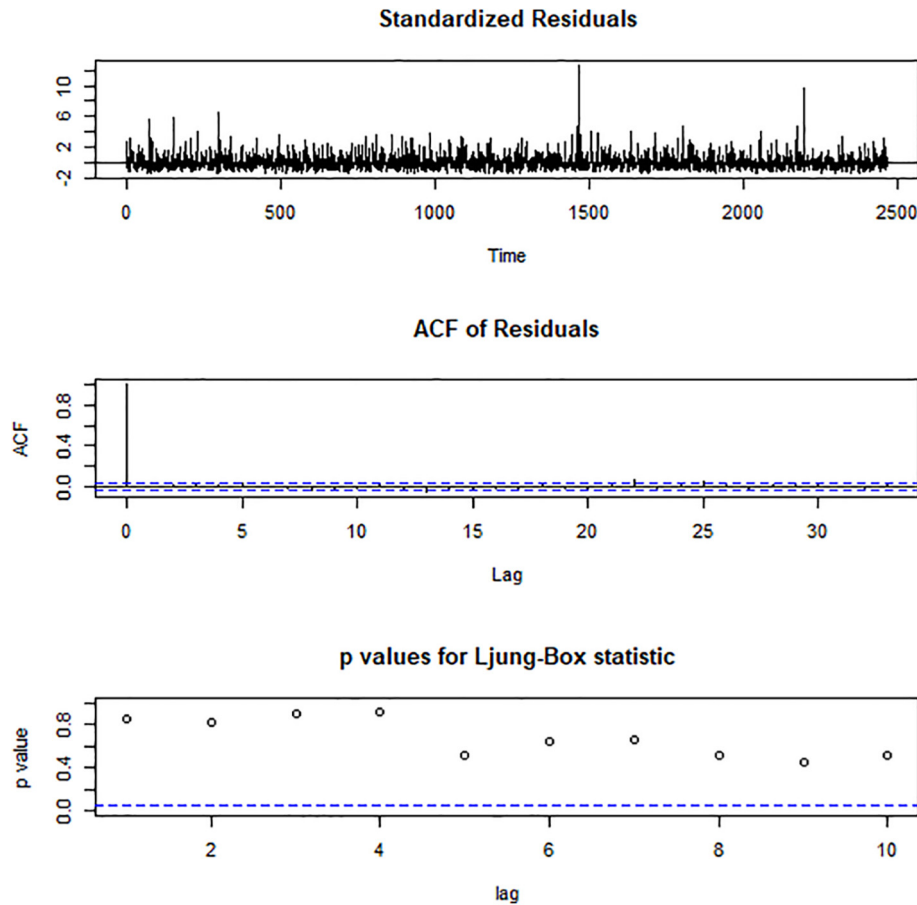 Standardized Residuals
10
6
2
-2
0 500 1000 1500 2000 2500
Time
ACF of Residuals
ACF
0.8
0.4
0.0
0 5 10 15 20 25 30
Lag
p values for Ljung-Box statistic
p value
0.8
0.4
0.0
2 4 6 8 10
lag